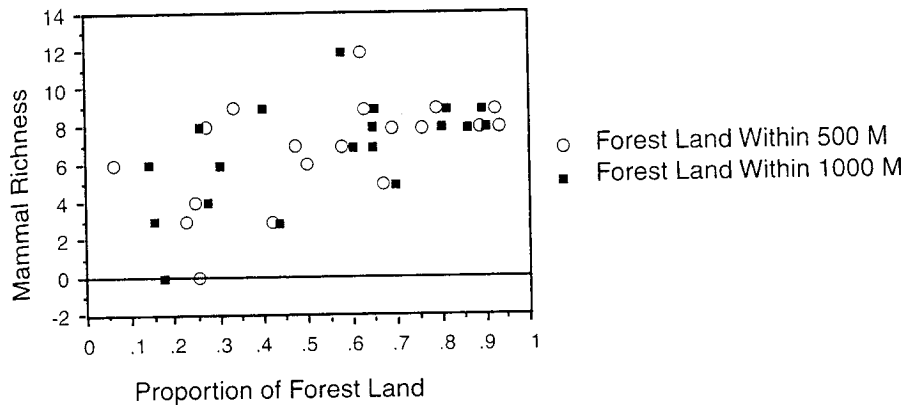 14
12
10
8
6
4
2
0
-2
Mammal Richness
0 .1 .2 .3 .4 .5 .6 .7 .8 .9 1
Proportion of Forest Land
Forest Land Within 500 M
Forest Land Within 1000 M